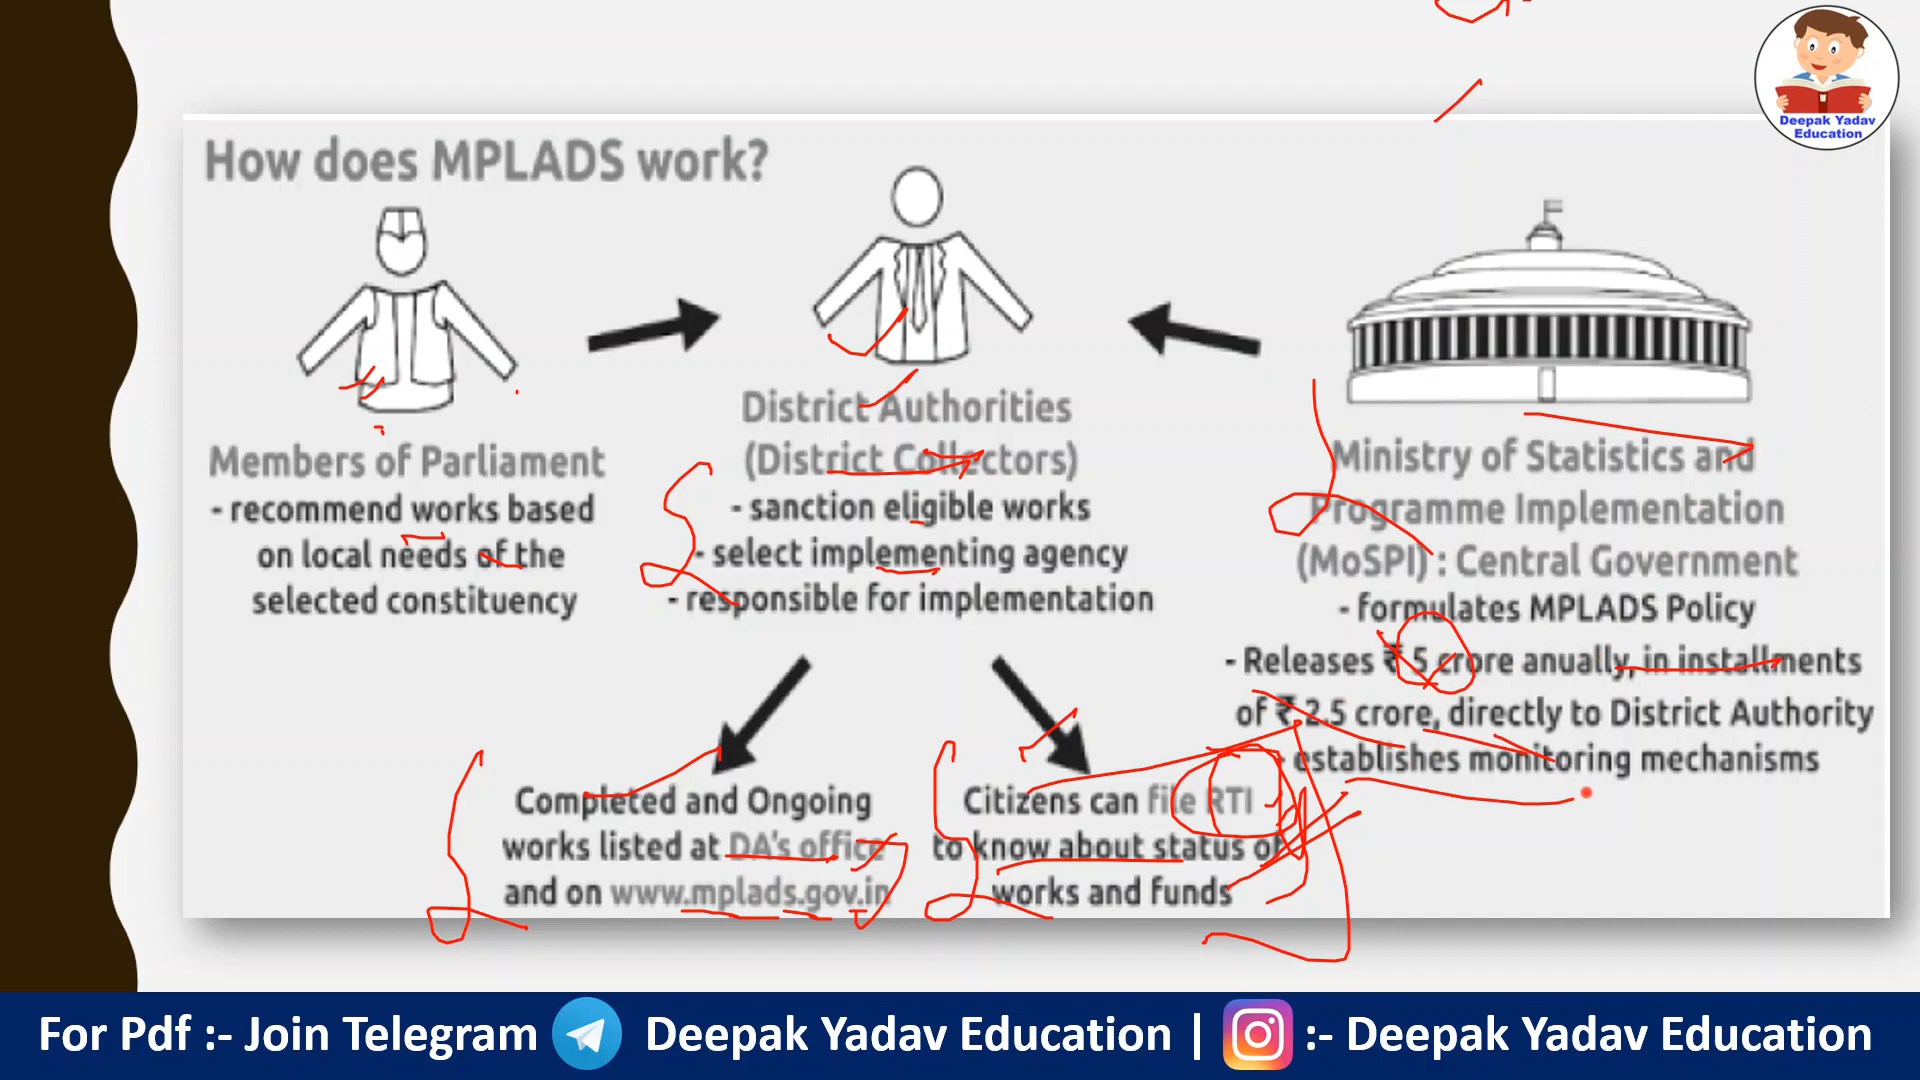 Deepak Yadav
Education
How does MPLADS work?
Members of Parliament
- recommend works based
on local needs of the
selected constituency
District Authorities
(District Collectors)
- sanction eligible works
- select implementing agency
- responsible for implementation
Ministry of Statistics and
Programme Implementation
(MoSPI) : Central Government
- formulates MPLADS Policy
- Releases ₹ 5 crore anually, in installments
of ₹ 2.5 crore, directly to District Authority
- establishes monitoring mechanisms
Completed and Ongoing
works listed at DA's office
and on www.mplads.gov.in
Citizens can file RTI
to know about status of
works and funds
For Pdf :- Join Telegram Deepak Yadav Education | :- Deepak Yadav Education